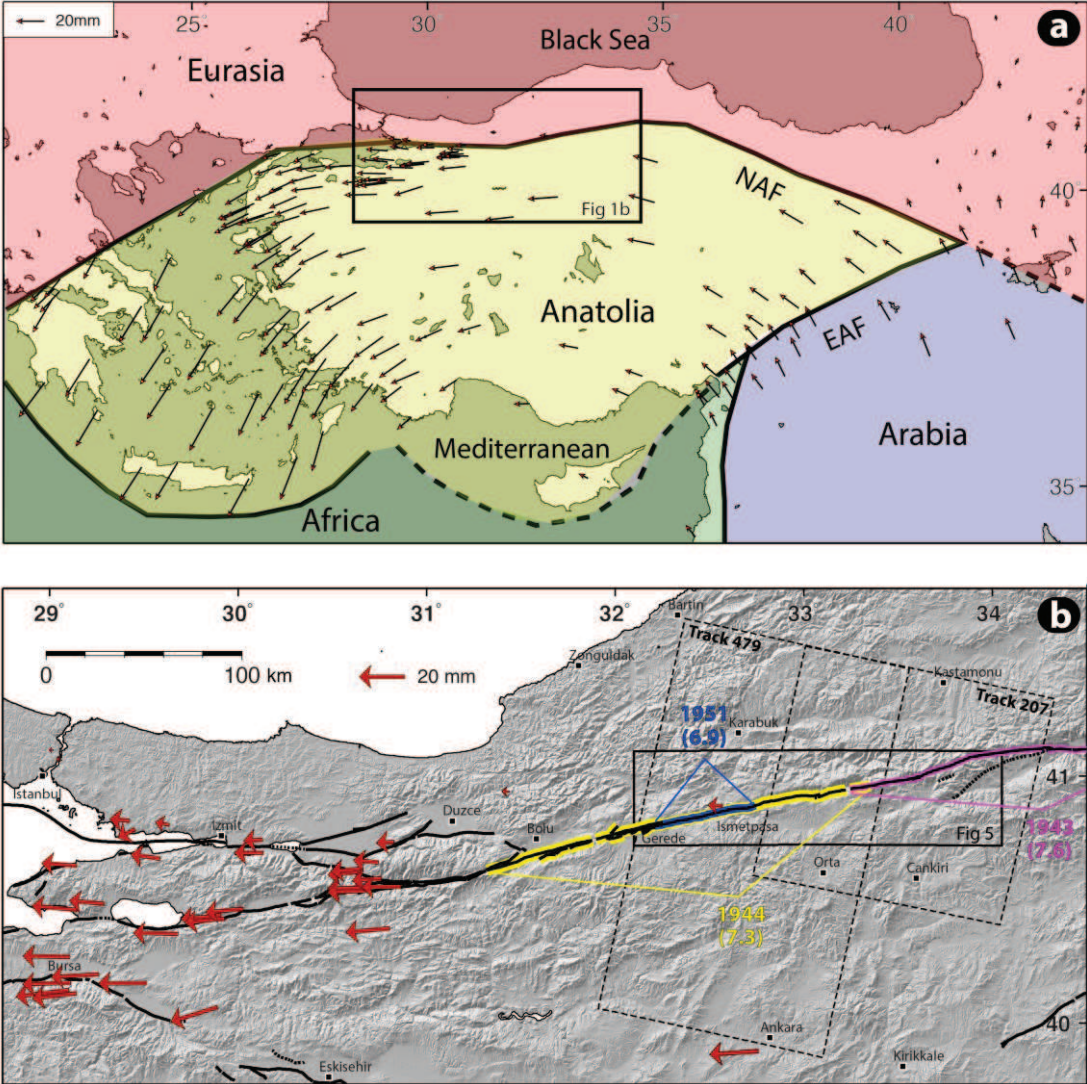 20mm
25°
30°
35°
40°
a
Black Sea
Eurasia
NAF
40°
Fig 1b
Anatolia
EAF
Arabia
Mediterranean
35°
Africa
29°
30°
31°
32°
33°
34°
b
Bartin
Track 479
Zonguldak
Kastamonu
0
100 km
20 mm
Track 207
1951
(6.9)
Karabuk
41
Istanbul
Duzce
Izmit
Bolu
Gerede
Ismetpasa
Fig 5
1943
(7.6)
Orta
Cankiri
1944
(7.3)
Bursa
40
Ankara
Eskisehir
Kirikkale